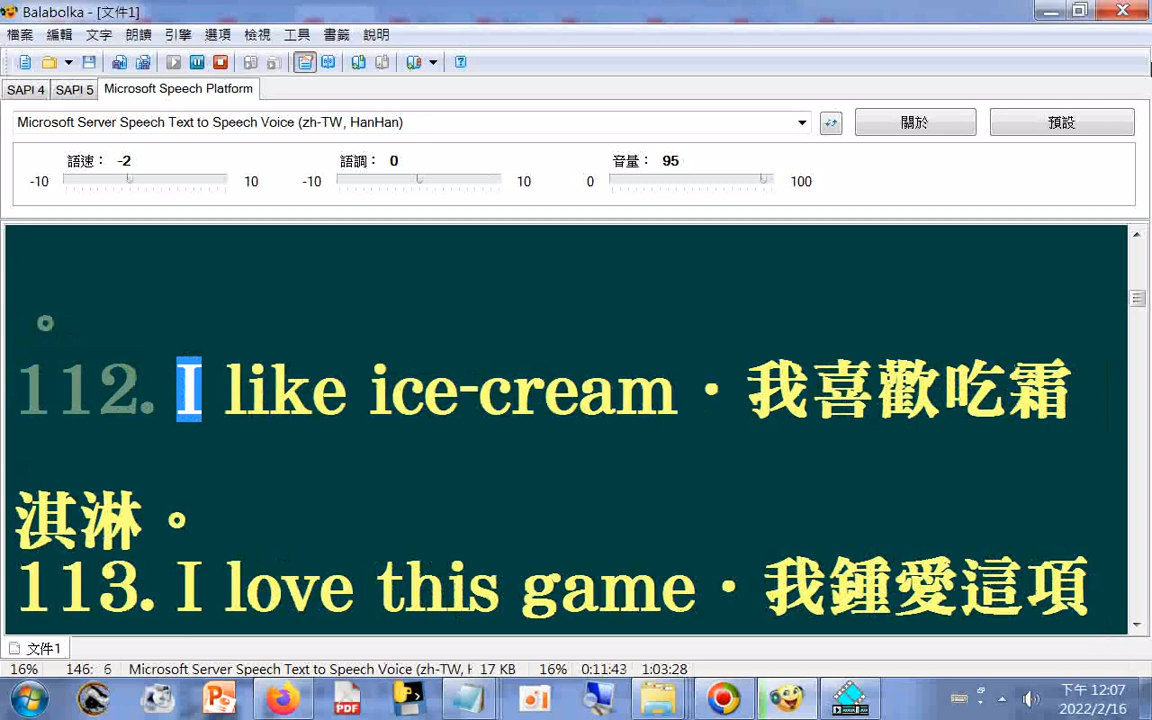 Balabolka - [文件1]
檔案 編輯 文字 朗讀 引擎 選項 檢視 工具 書籤 說明
SAPI 4 SAPI 5 Microsoft Speech Platform
Microsoft Server Speech Text to Speech Voice (zh-TW, HanHan) 關於 預設
語速： -2 語調： 0 音量： 95
-10 10 -10 10 0 100
。
112. I like ice-cream．我喜歡吃霜
淇淋。
113. I love this game．我鍾愛這項
文件1
16% 146: 6 Microsoft Server Speech Text to Speech Voice (zh-TW, H 17 KB 16% 0:11:43 1:03:28
PDF
下午 12:07
2022/2/16